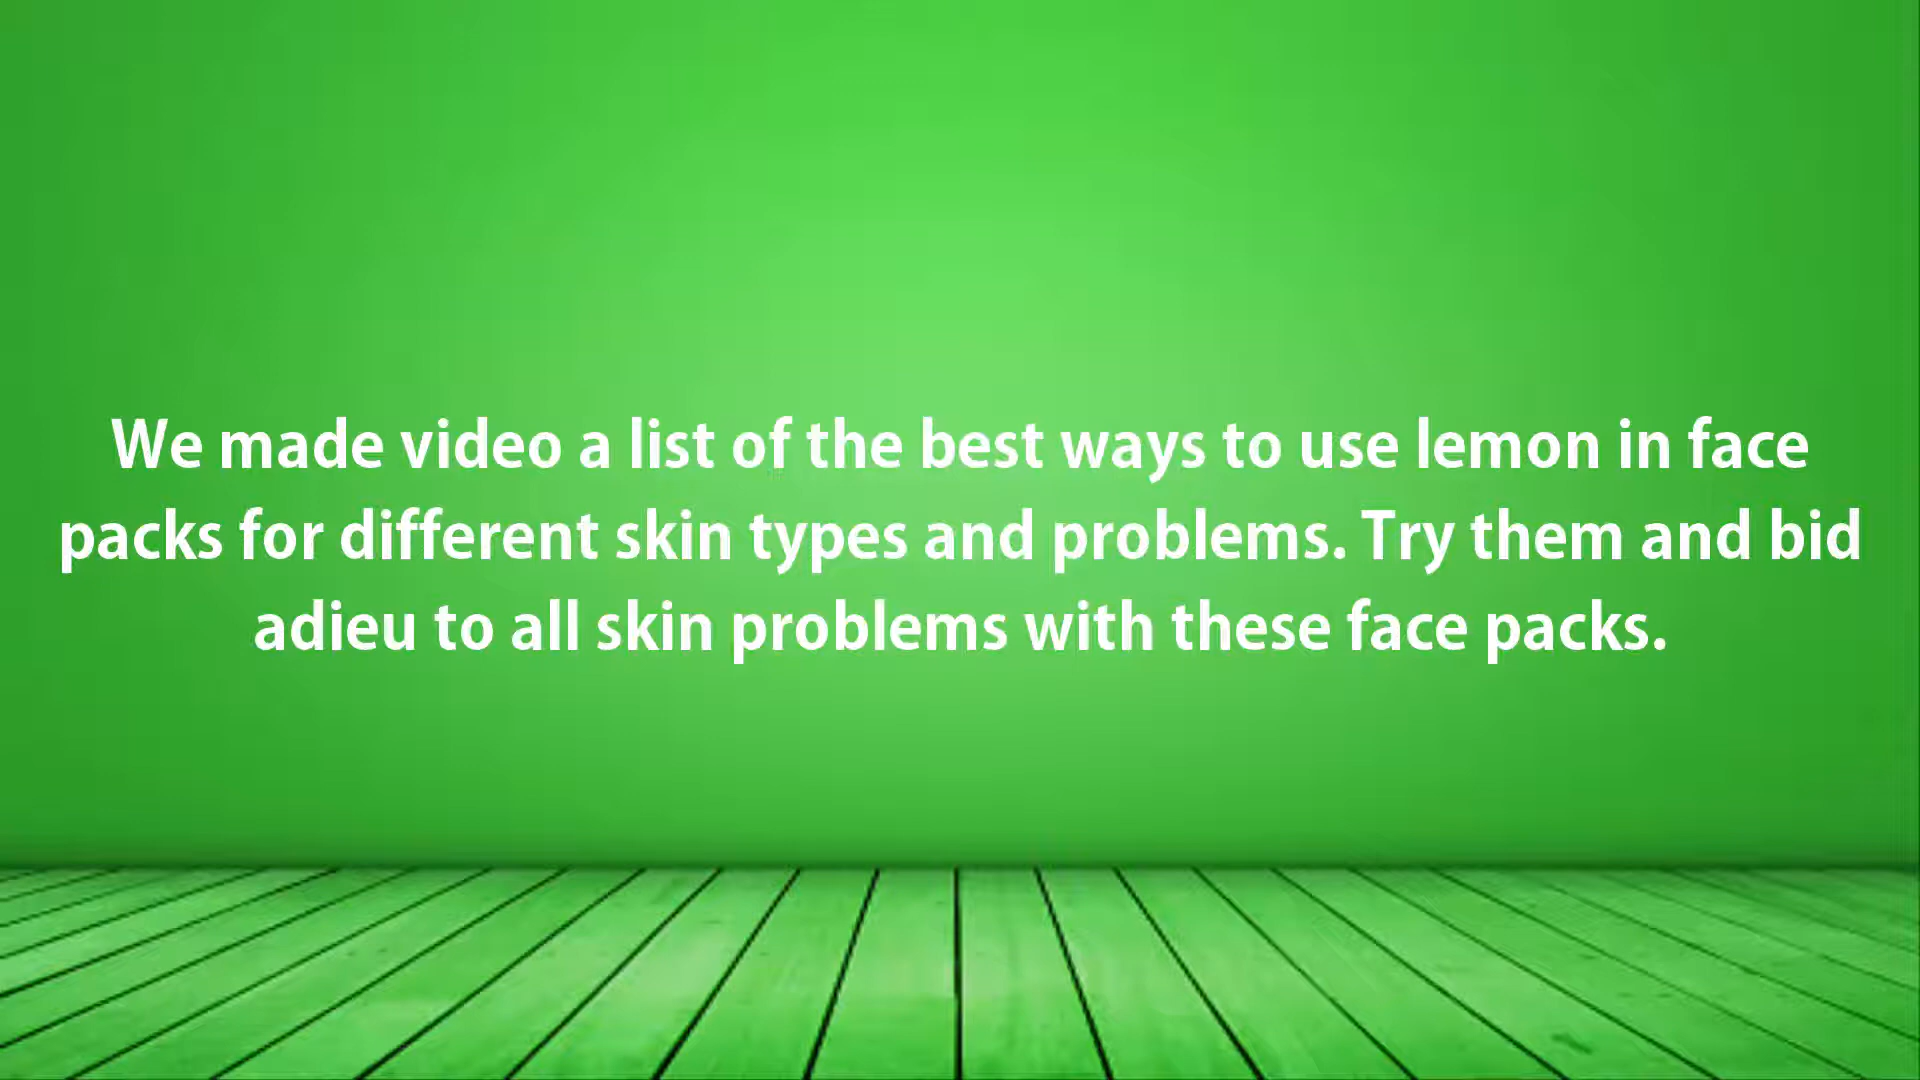 We made video a list of the best ways to use lemon in face
packs for different skin types and problems. Try them and bid
adieu to all skin problems with these face packs.